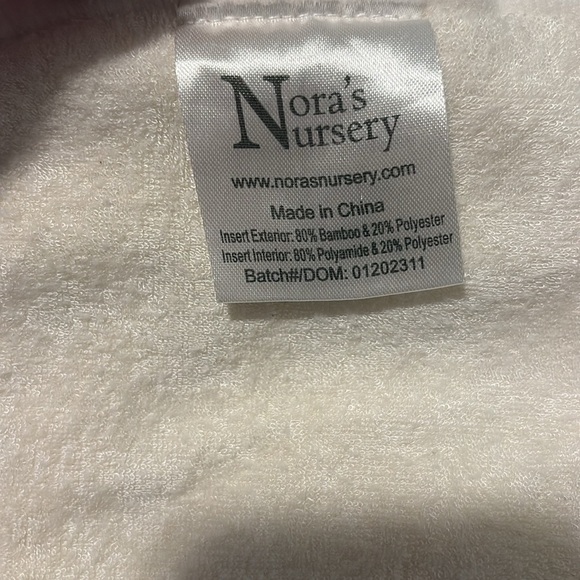 Nora's
Nursery
www.norasnursery.com
Made in China
Insert Exterior: 80% Bamboo & 20% Polyester
Insert Interior: 80% Polyamide & 20% Polyester
Batch#/DOM: 01202311